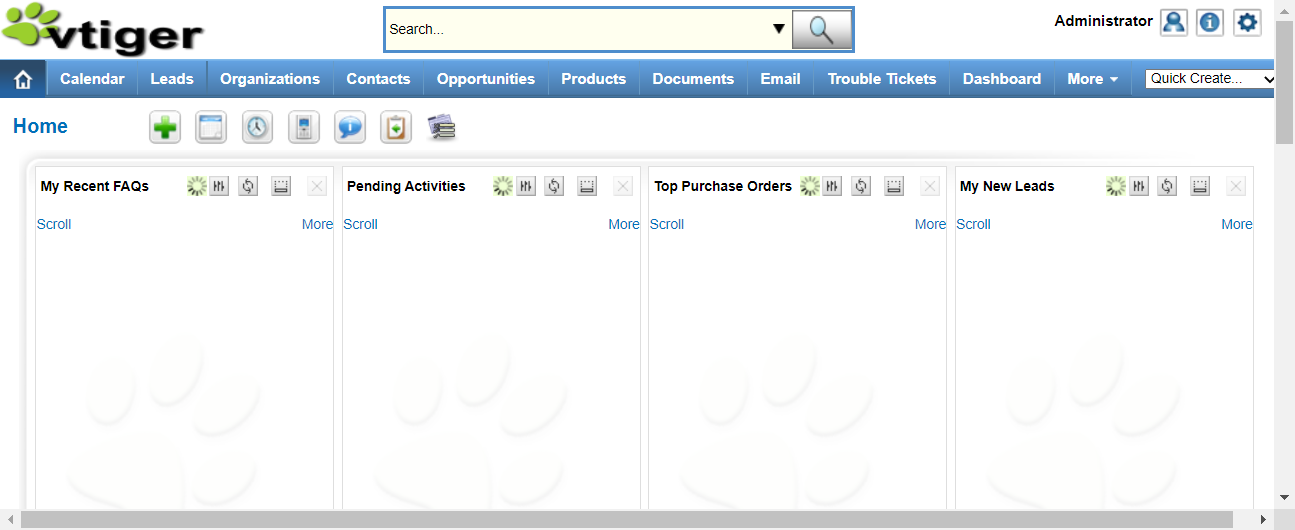 vtiger
Search...
Administrator
Calendar Leads Organizations Contacts Opportunities Products Documents Email Trouble Tickets Dashboard More Quick Create...
Home
My Recent FAQs Pending Activities Top Purchase Orders My New Leads
Scroll More Scroll More Scroll More Scroll More